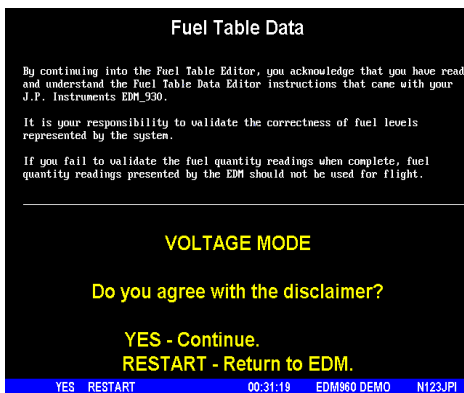 Fuel Table Data
By continuing into the Fuel Table Editor, you acknowledge that you have read
and understand the Fuel Table Data Editor instructions that came with your
J.P. Instruments EDM_930.
It is your responsibility to validate the correctness of fuel levels
represented by the system.
If you fail to validate the fuel quantity readings when complete, fuel
quantity readings presented by the EDM should not be used for flight.
VOLTAGE MODE
Do you agree with the disclaimer?
YES - Continue.
RESTART - Return to EDM.
YES RESTART 00:31:19 EDM960 DEMO N123JPI